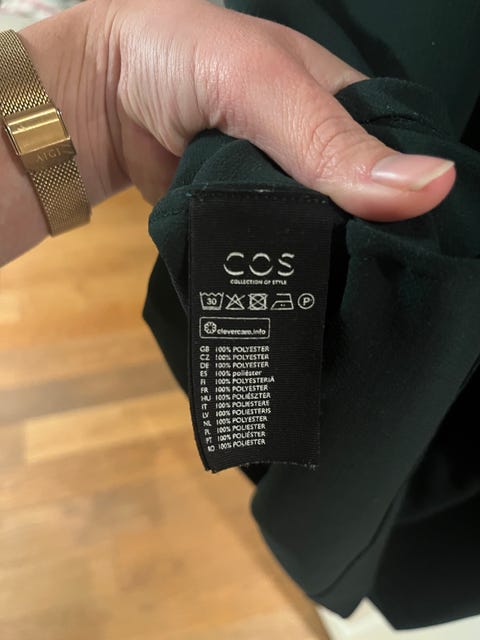 COS
COLLECTION OF STYLE
30
P
clevercare.info
GB 100% POLYESTER
CZ 100% POLYESTER
DE 100% POLYESTER
ES 100% poliéster
FI 100% POLYESTERIÄ
FR 100% POLYESTER
HU 100% POLIÉSZTER
IT 100% POLIESTERE
LV 100% POLIESTERIS
NL 100% POLYESTER
PL 100% POLIESTER
PT 100% POLIÉSTER
RO 100% POLIESTER